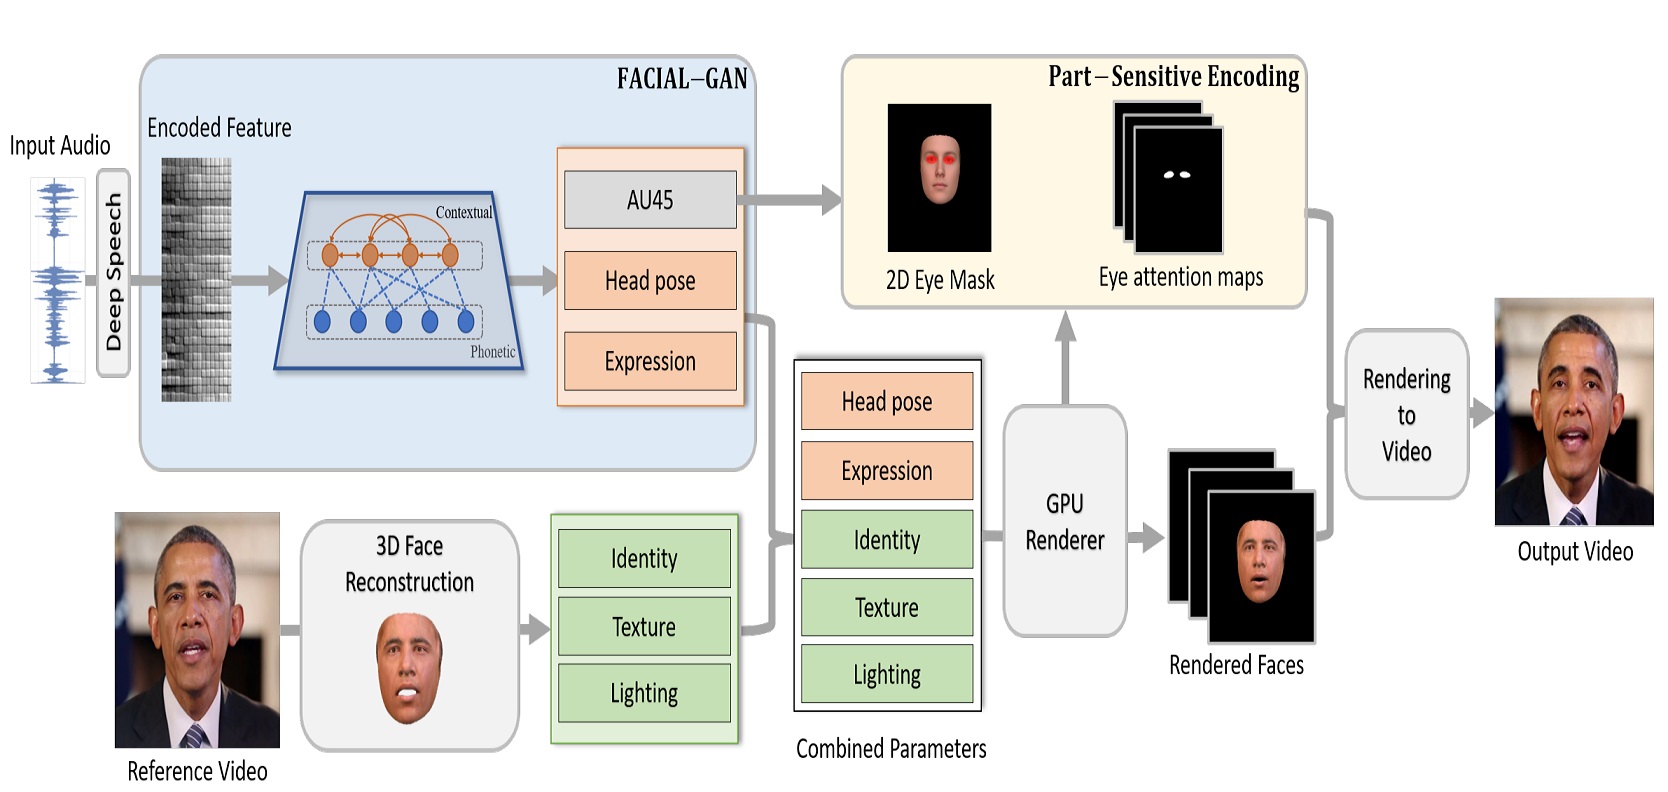 FACIAL–GAN
Part – Sensitive Encoding
Input Audio
Deep Speech
Encoded Feature
Contextual
Phonetic
AU45
Head pose
Expression
2D Eye Mask
Eye attention maps
Reference Video
3D Face
Reconstruction
Identity
Texture
Lighting
Head pose
Expression
Identity
Texture
Lighting
Combined Parameters
GPU
Renderer
Rendered Faces
Rendering
to
Video
Output Video